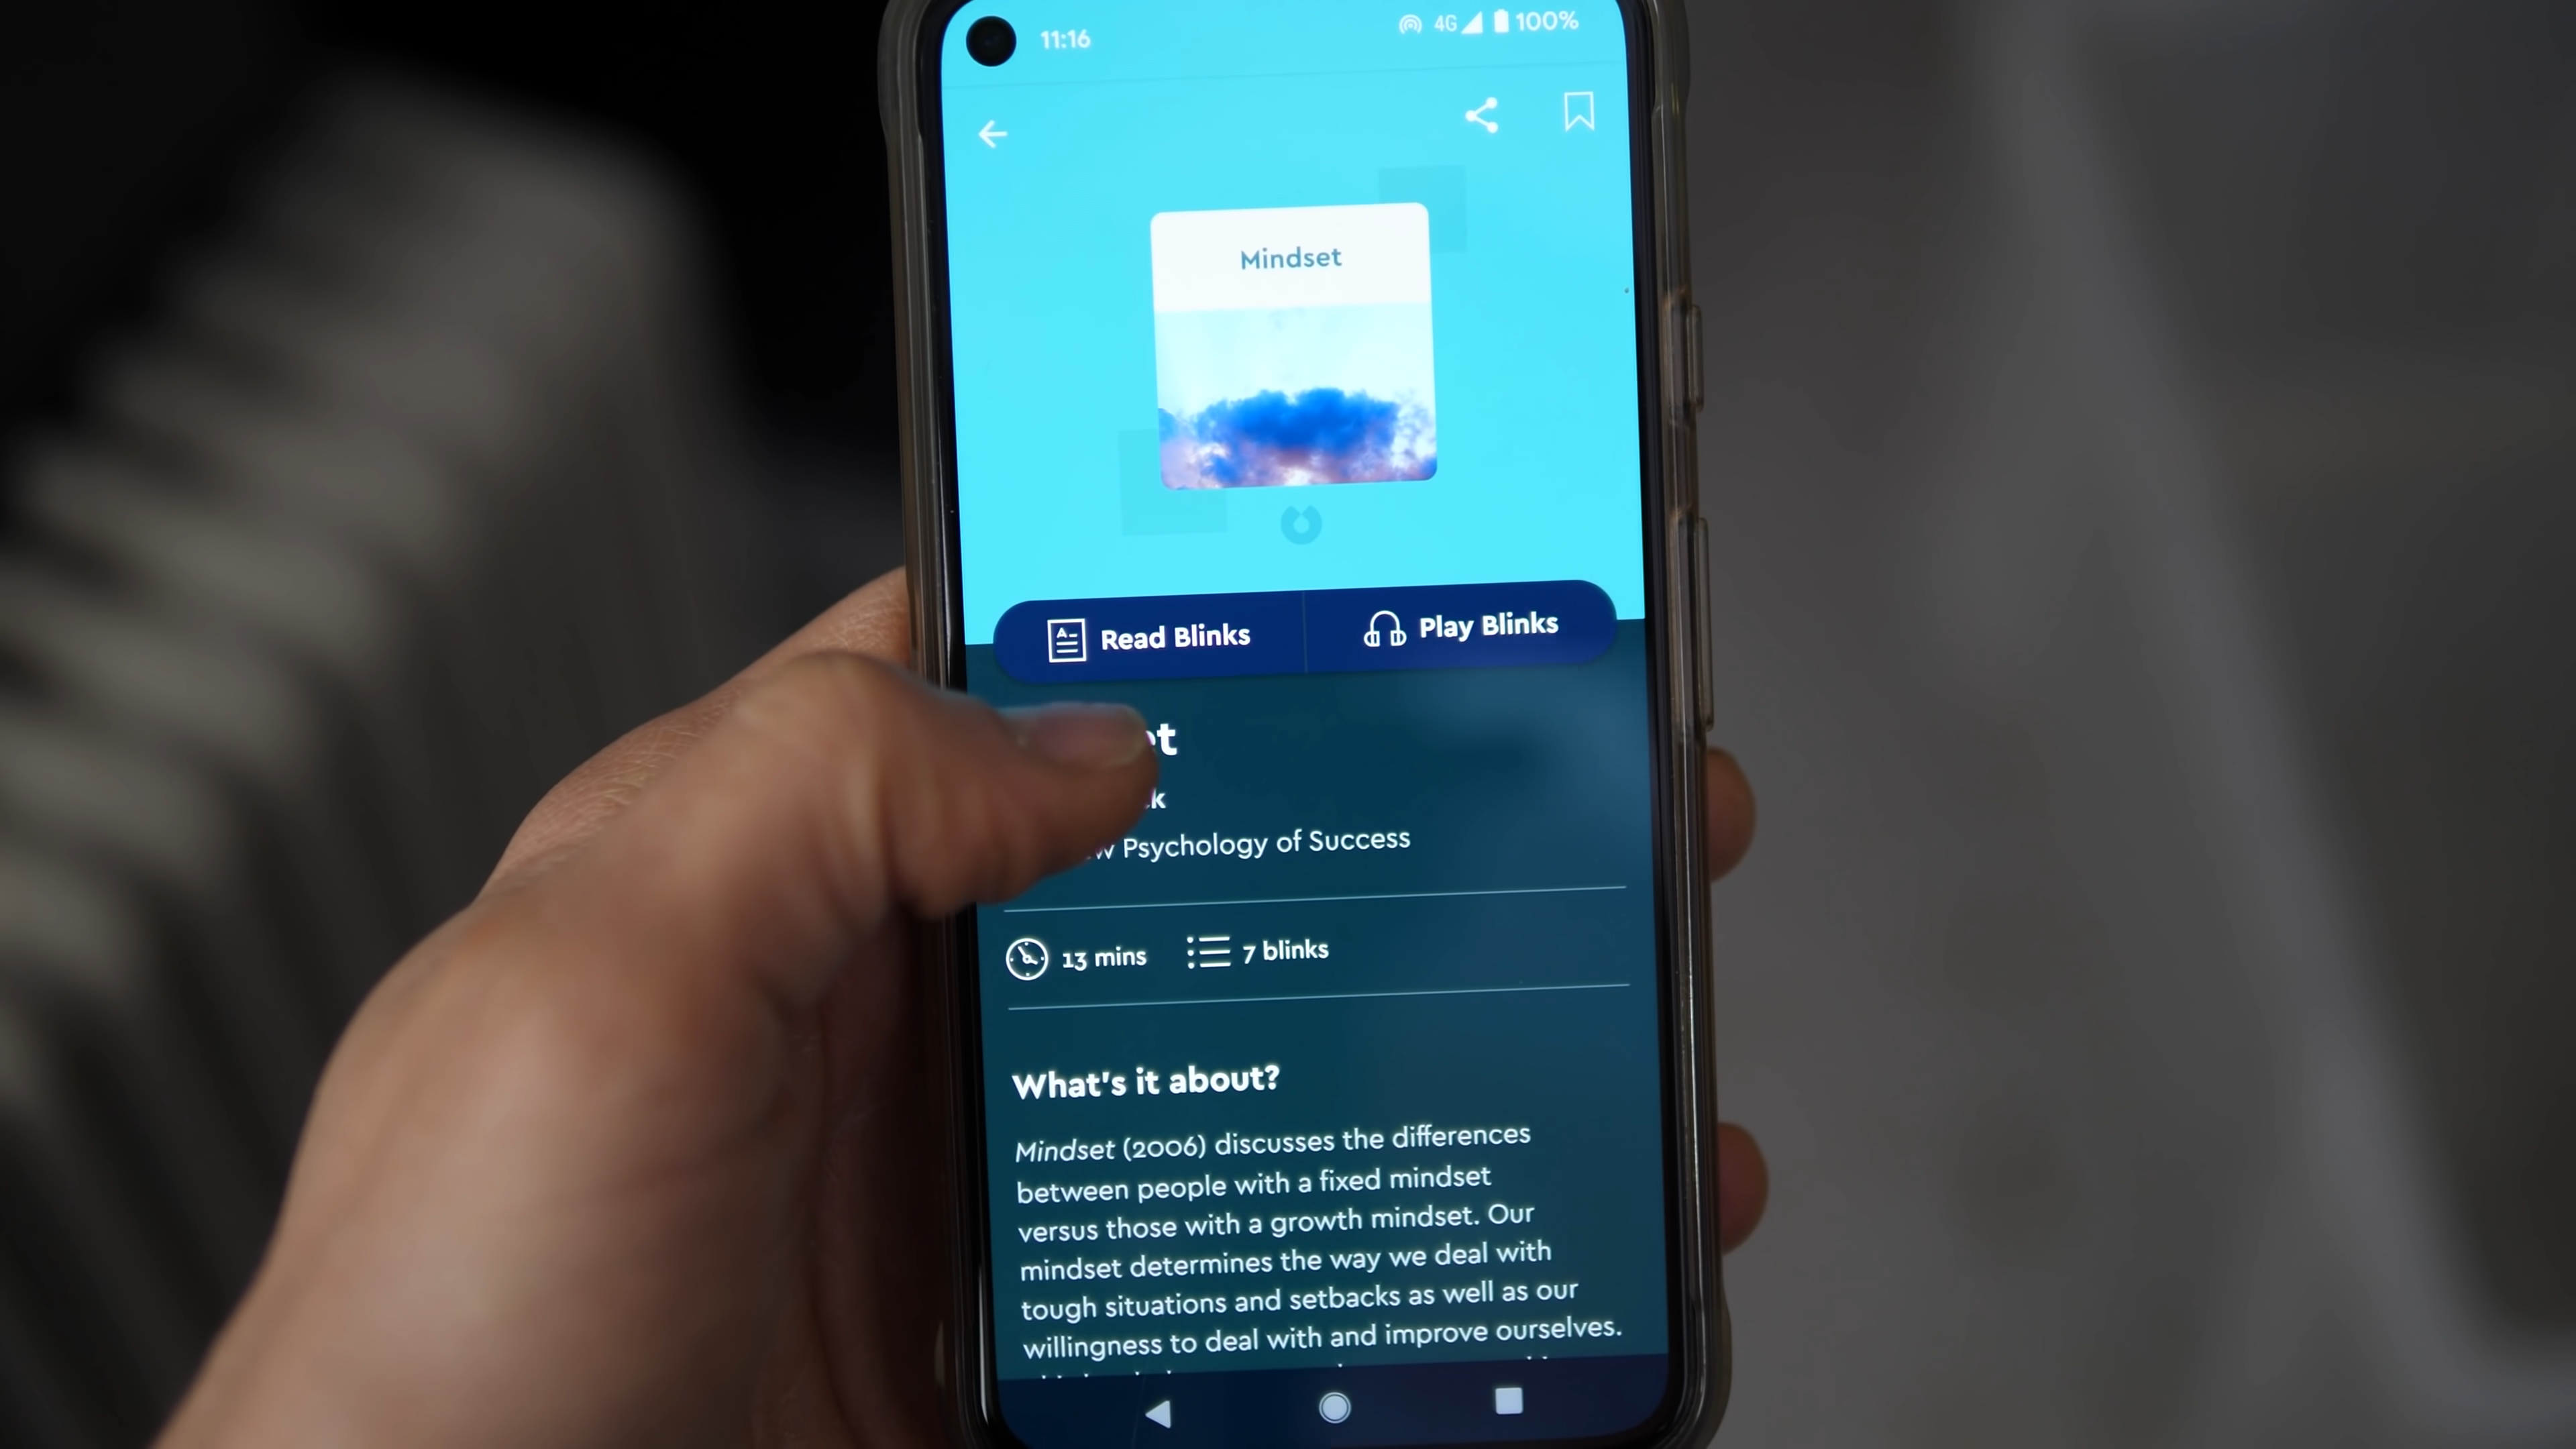 11:16
4G 100%
Mindset
Read Blinks
Play Blinks
Psychology of Success
13 mins
7 blinks
What's it about?
Mindset (2006) discusses the differences
between people with a fixed mindset
versus those with a growth mindset. Our
mindset determines the way we deal with
tough situations and setbacks as well as our
willingness to deal with and improve ourselves.